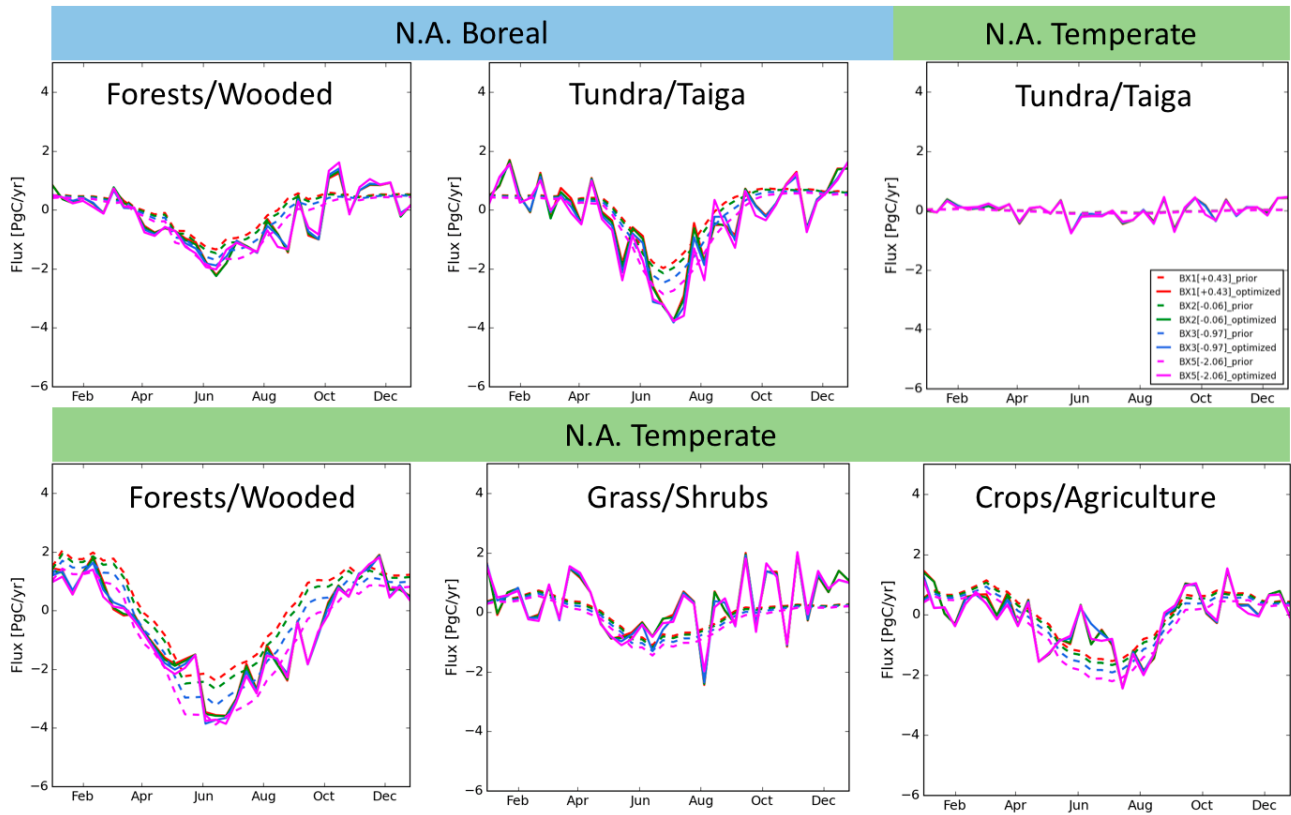 N.A. Boreal
N.A. Temperate
Forests/Wooded
Tundra/Taiga
Tundra/Taiga
Flux [PgC/yr]
4
2
0
−2
−4
−6
Feb Apr Jun Aug Oct Dec
Flux [PgC/yr]
4
2
0
−2
−4
−6
Feb Apr Jun Aug Oct Dec
Flux [PgC/yr]
4
2
0
−2
−4
−6
Feb Apr Jun Aug Oct Dec
BX1[+0.43]_prior
BX1[+0.43]_optimized
BX2[-0.06]_prior
BX2[-0.06]_optimized
BX3[-0.97]_prior
BX3[-0.97]_optimized
BX5[-2.06]_prior
BX5[-2.06]_optimized
N.A. Temperate
Forests/Wooded
Grass/Shrubs
Crops/Agriculture
Flux [PgC/yr]
4
2
0
−2
−4
−6
Feb Apr Jun Aug Oct Dec
Flux [PgC/yr]
4
2
0
−2
−4
−6
Feb Apr Jun Aug Oct Dec
Flux [PgC/yr]
4
2
0
−2
−4
−6
Feb Apr Jun Aug Oct Dec